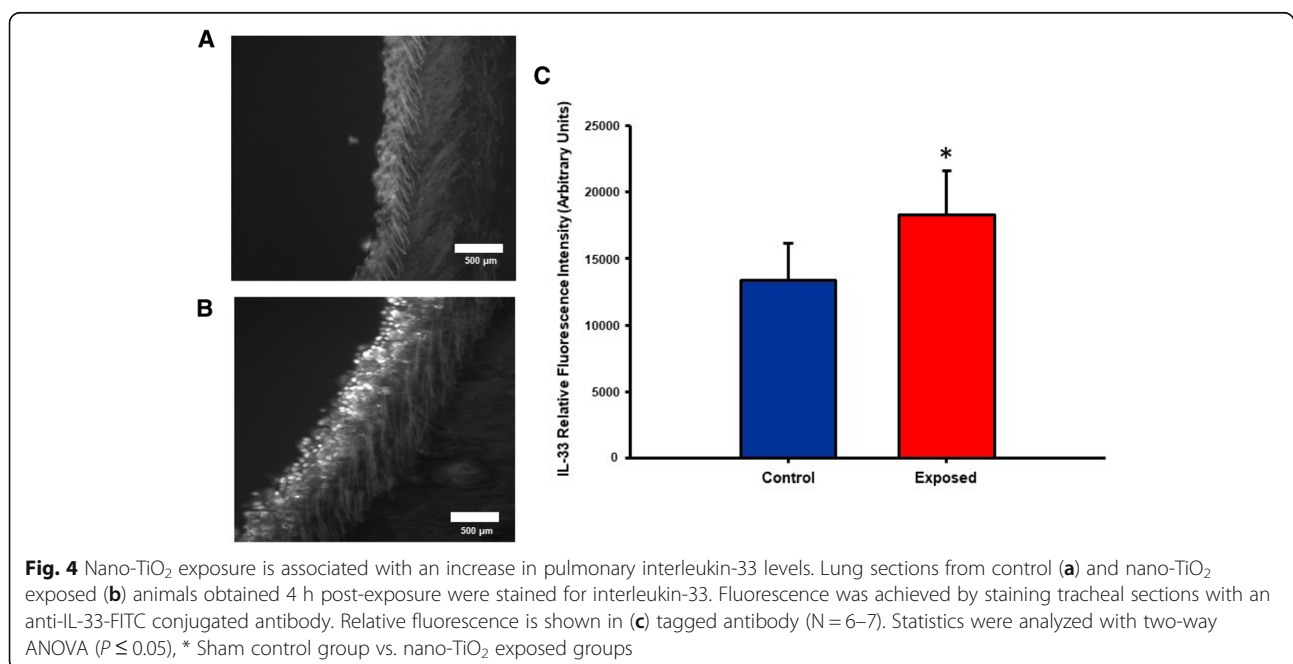 A
500 µm
B
500 µm
C
IL-33 Relative Fluorescence Intensity (Arbitrary Units)
25000
20000
15000
10000
5000
0
*
Control
Exposed
Fig. 4 Nano-TiO₂ exposure is associated with an increase in pulmonary interleukin-33 levels. Lung sections from control (a) and nano-TiO₂
exposed (b) animals obtained 4 h post-exposure were stained for interleukin-33. Fluorescence was achieved by staining tracheal sections with an
anti-IL-33-FITC conjugated antibody. Relative fluorescence is shown in (c) tagged antibody (N = 6–7). Statistics were analyzed with two-way
ANOVA (P ≤ 0.05), * Sham control group vs. nano-TiO₂ exposed groups